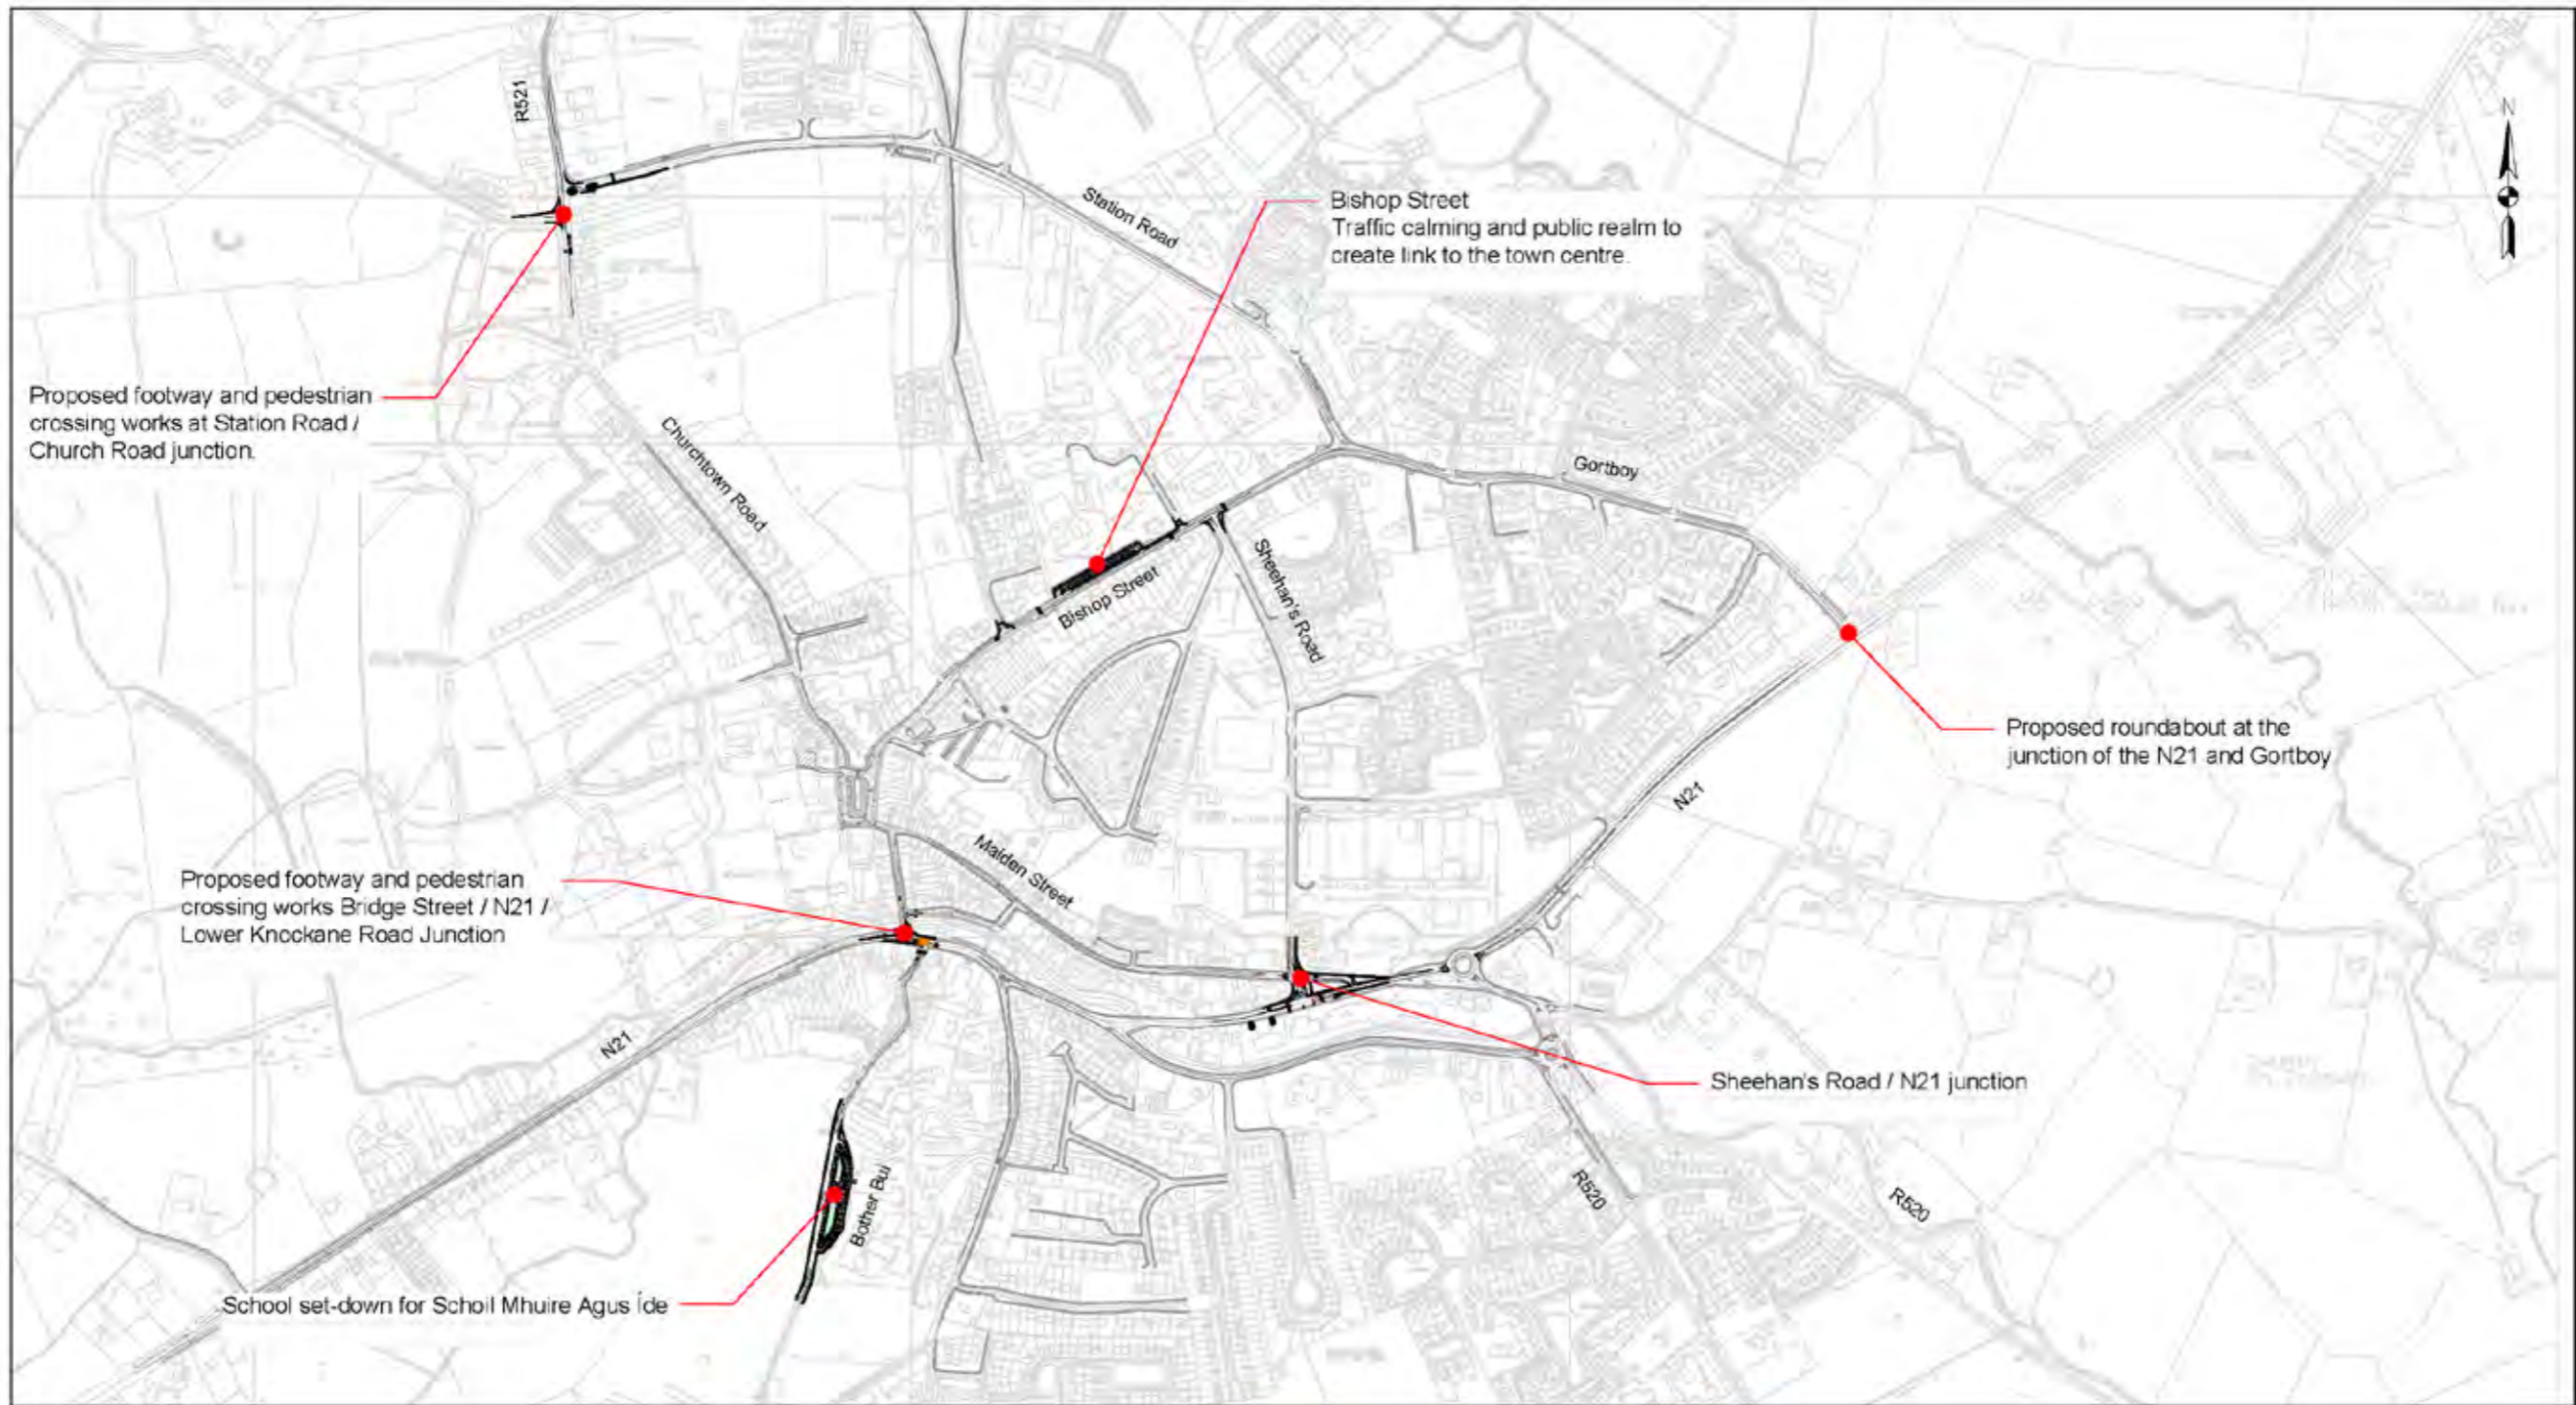 N
R521
Station Road
Bishop Street
Traffic calming and public realm to
create link to the town centre.
Proposed footway and pedestrian
crossing works at Station Road /
Church Road junction.
Churchtown Road
Gortboy
Bishop Street
Sheehan's Road
Proposed roundabout at the
junction of the N21 and Gortboy
N21
Maiden Street
Proposed footway and pedestrian
crossing works Bridge Street / N21 /
Lower Knockane Road Junction
N21
Sheehan's Road / N21 junction
R520
R520
Bother Bui
School set-down for Schoil Mhuire Agus Íde